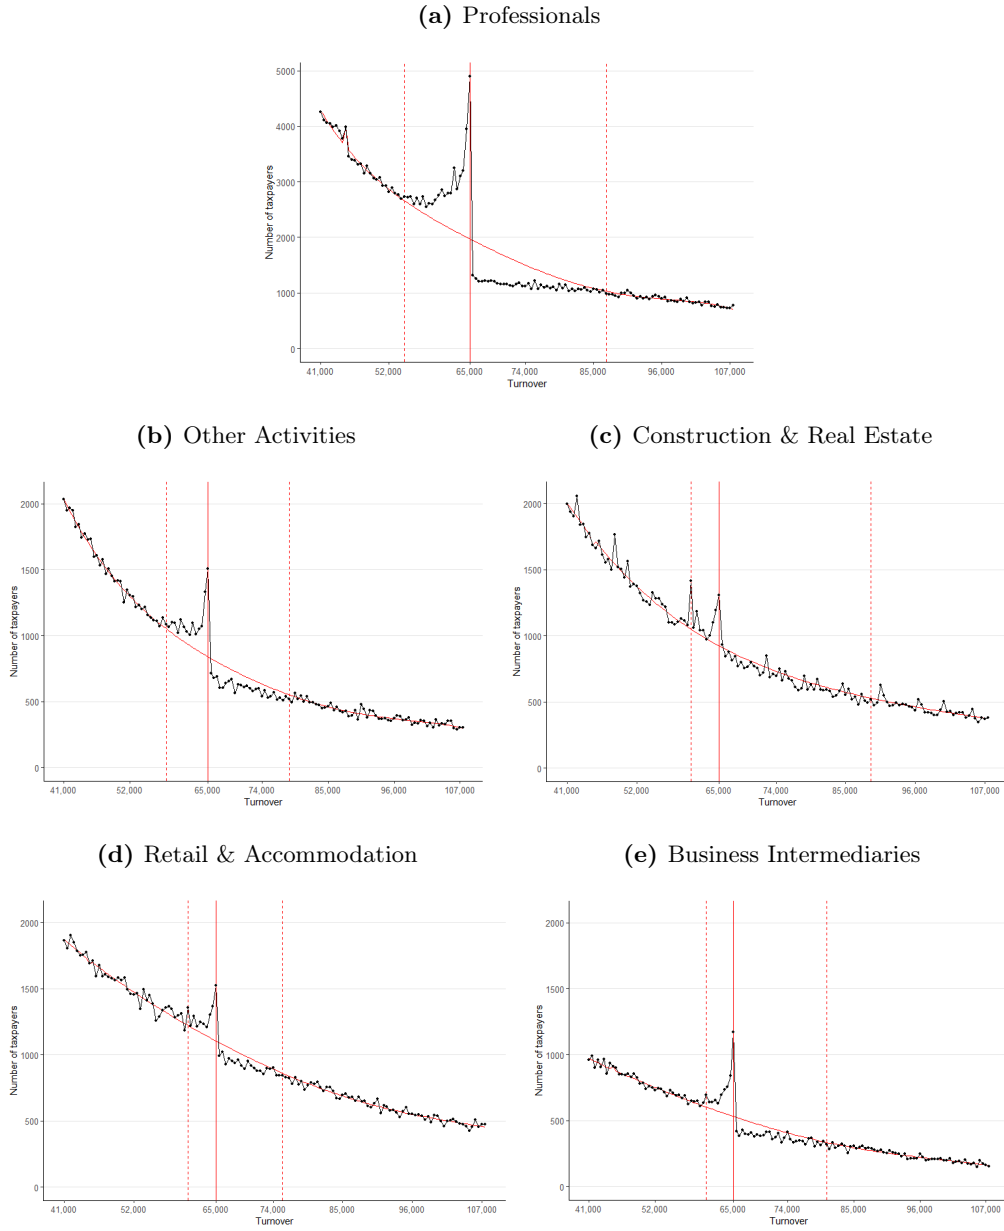 (a) Professionals
Number of taxpayers
5000
4000
3000
2000
1000
0
41,000 52,000 65,000 74,000 85,000 96,000 107,000
Turnover
(b) Other Activities
Number of taxpayers
2000
1500
1000
500
0
41,000 52,000 65,000 74,000 85,000 96,000 107,000
Turnover
(c) Construction & Real Estate
Number of taxpayers
2000
1500
1000
500
0
41,000 52,000 65,000 74,000 85,000 96,000 107,000
Turnover
(d) Retail & Accommodation
Number of taxpayers
2000
1500
1000
500
0
41,000 52,000 65,000 74,000 85,000 96,000 107,000
Turnover
(e) Business Intermediaries
Number of taxpayers
2000
1500
1000
500
0
41,000 52,000 65,000 74,000 85,000 96,000 107,000
Turnover